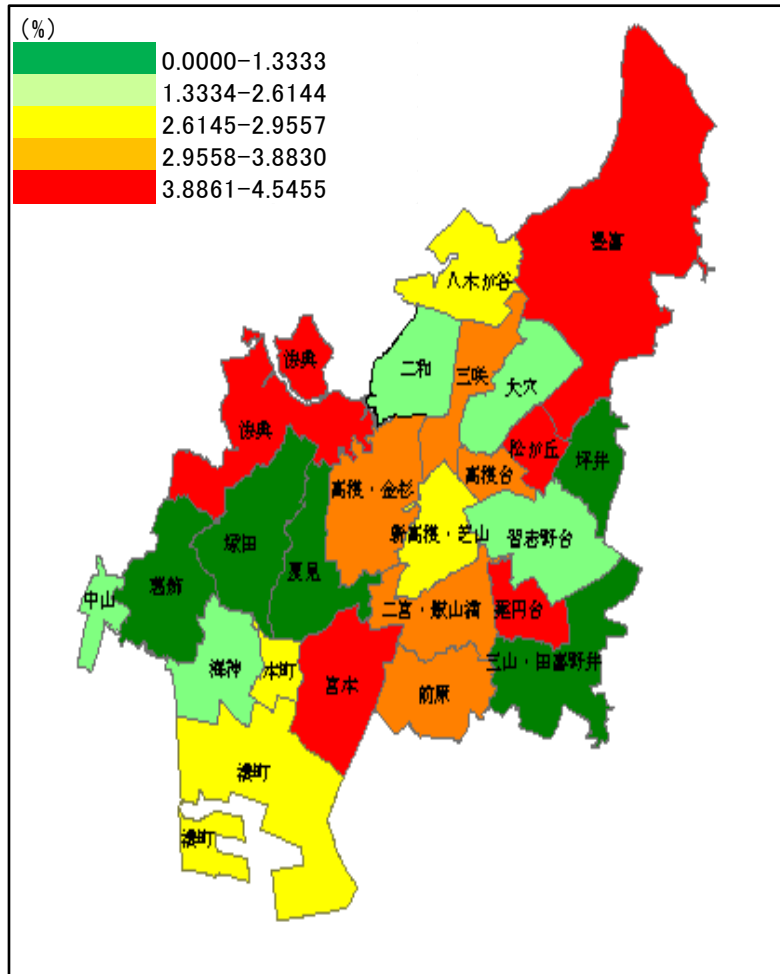 (%)
0.0000-1.3333
1.3334-2.6144
2.6145-2.9557
2.9558-3.8830
3.8861-4.5455
豊富
八木が谷
法典
二和
三咲
大穴
法典
松が丘
坪井
高根台
高根・金杉
新高根・芝山
習志野台
塚田
夏見
葛飾
中山
二宮・飯山満
薬円台
海神
本町
宮本
前原
三山・田喜野井
湊町
湊町